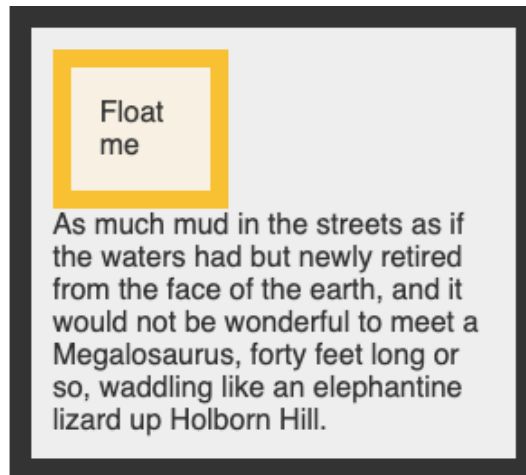 Float
me
As much mud in the streets as if
the waters had but newly retired
from the face of the earth, and it
would not be wonderful to meet a
Megalosaurus, forty feet long or
so, waddling like an elephantine
lizard up Holborn Hill.